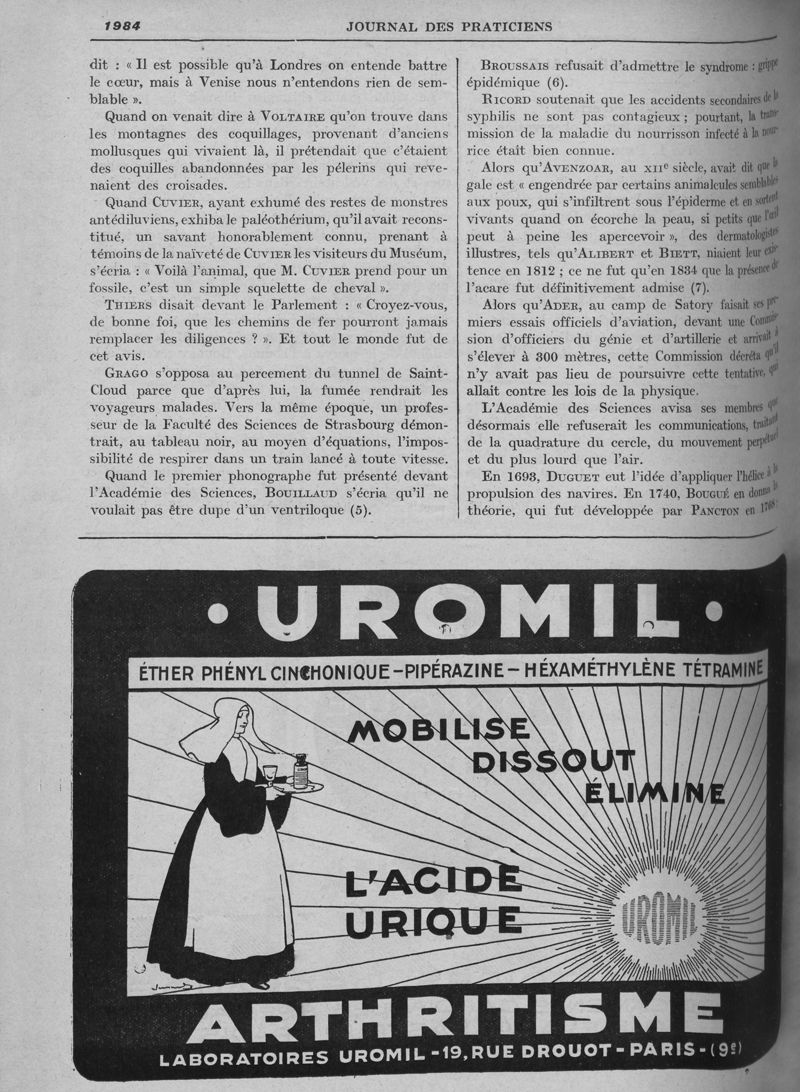 1984
JOURNAL DES PRATICIENS
dit : « Il est possible qu'à Londres on entende battre
le cœur, mais à Venise nous n'entendons rien de sem-
blable ».
Quand on venait dire à VOLTAIRE qu'on trouve dans
les montagnes des coquillages, provenant d'anciens
mollusques qui vivaient là, il prétendait que c'étaient
des coquilles abandonnées par les pélerins qui reve-
naient des croisades.
Quand CUVIER, ayant exhumé des restes de monstres
antédiluviens, exhiba le paléothérium, qu'il avait recons-
titué, un savant honorablement connu, prenant à
témoins de la naïveté de CUVIER les visiteurs du Muséum,
s'écria : « Voilà l'animal, que M. CUVIER prend pour un
fossile, c'est un simple squelette de cheval ».
THIERS disait devant le Parlement : « Croyez-vous,
de bonne foi, que les chemins de fer pourront jamais
remplacer les diligences ? ». Et tout le monde fut de
cet avis.
GRAGO s'opposa au percement du tunnel de Saint-
Cloud parce que d'après lui, la fumée rendrait les
voyageurs malades. Vers la même époque, un profes-
seur de la Faculté des Sciences de Strasbourg démon-
trait, au tableau noir, au moyen d'équations, l'impos-
sibilité de respirer dans un train lancé à toute vitesse.
Quand le premier phonographe fut présenté devant
l'Académie des Sciences, BOUILLAUD s'écria qu'il ne
voulait pas être dupe d'un ventriloque (5).
BROUSSAIS refusait d'admettre le syndrome : grippe
épidémique (6).
RICORD soutenait que les accidents secondaires de la
syphilis ne sont pas contagieux ; pourtant, la trans-
mission de la maladie du nourrisson infecté à la nour-
rice était bien connue.
Alors qu'AVENZOAR, au XIIe siècle, avait dit que la
gale est « engendrée par certains animalcules semblables
aux poux, qui s'infiltrent sous l'épiderme et en sortent
vivants quand on écorche la peau, si petits que l'œil
peut à peine les apercevoir », des dermatologistes
illustres, tels qu'ALIBERT et BIETT, niaient leur exis-
tence en 1812 ; ce ne fut qu'en 1834 que la présence de
l'acare fut définitivement admise (7).
Alors qu'ADER, au camp de Satory faisait ses pre-
miers essais officiels d'aviation, devant une Commis-
sion d'officiers du génie et d'artillerie et arrivait à
s'élever à 300 mètres, cette Commission décréta qu'il
n'y avait pas lieu de poursuivre cette tentative, qui
allait contre les lois de la physique.
L'Académie des Sciences avisa ses membres que
désormais elle refuserait les communications, traitant
de la quadrature du cercle, du mouvement perpétuel
et du plus lourd que l'air.
En 1693, DUGUET eut l'idée d'appliquer l'hélice à la
propulsion des navires. En 1740, BOUGUÉ en donna la
théorie, qui fut développée par PANCTON en 1768.
• UROMIL •
ÉTHER PHÉNYL CINCHONIQUE - PIPÉRAZINE - HÉXAMÉTHYLÈNE TÉTRAMINE
MOBILISE
DISSOUT
ÉLIMINE
L'ACIDE
URIQUE
UROMIL
ARTHRITISME
LABORATOIRES UROMIL - 19, RUE DROUOT - PARIS - (9e)